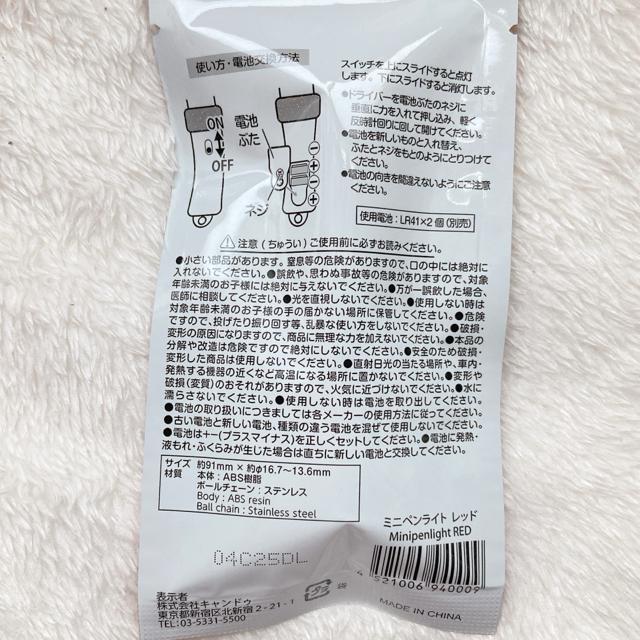 使い方・電池交換方法
ON
OFF
電池
ぶた
ネジ
スイッチを上にスライドすると点灯
します。下にスライドすると消灯します。
●ドライバーを電池ぶたのネジに
垂直に力を入れて押し込み、軽く
反時計回りに回して開けてください。
●電池を新しいものと入れ替え、
ふたとネジをもとのようにとりつけて
ください。
●電池の向きを間違えないようにご注意
ください。
使用電池:LR41×2個(別売)
注意(ちゅうい)ご使用前に必ずお読みください。
●小さい部品があります。窒息等の危険がありますので、口の中には絶対に
入れないでください。●誤飲や、思わぬ事故等の危険がありますので、対象
年齢未満のお子様には絶対に与えないでください。●万が一誤飲した場合、
医師に相談してください。●光を直視しないでください。●使用しない時は
対象年齢未満のお子様の手の届かない場所に保管してください。●危険
ですので、投げたり振り回す等、乱暴な使い方をしないでください。●破損・
変形の原因になりますので、商品に無理な力を加えないでください。●本品の
分解や改造は危険ですので絶対にしないでください。●安全のため破損・
変形した商品は使用しないでください。●直射日光の当たる場所や、車内・
発熱する機器の近くなど高温になる場所に置かないでください。●変形や
破損(変質)のおそれがありますので、火気に近づけないでください。●水に
濡らさないでください。●使用しない時は電池を取り出してください。
●電池の取り扱いにつきましては各メーカーの使用方法に従ってください。
●古い電池と新しい電池、種類の違う電池を混ぜて使用しないでください。
●電池は+−(プラスマイナス)を正しくセットしてください。●電池に発熱・
液もれ・ふくらみが生じた場合は直ちに新しい電池と交換してください。
サイズ 約91mm×約φ16.7〜13.6mm
材質 本体:ABS樹脂
ボールチェーン:ステンレス
Body : ABS resin
Ball chain : Stainless steel
ミニペンライト レッド
Minipenlight RED
04C25DL
4 521006 940009
表示者
株式会社キャンドゥ
東京都新宿区北新宿2-21-1
TEL:03-5331-5500
袋
MADE IN CHINA